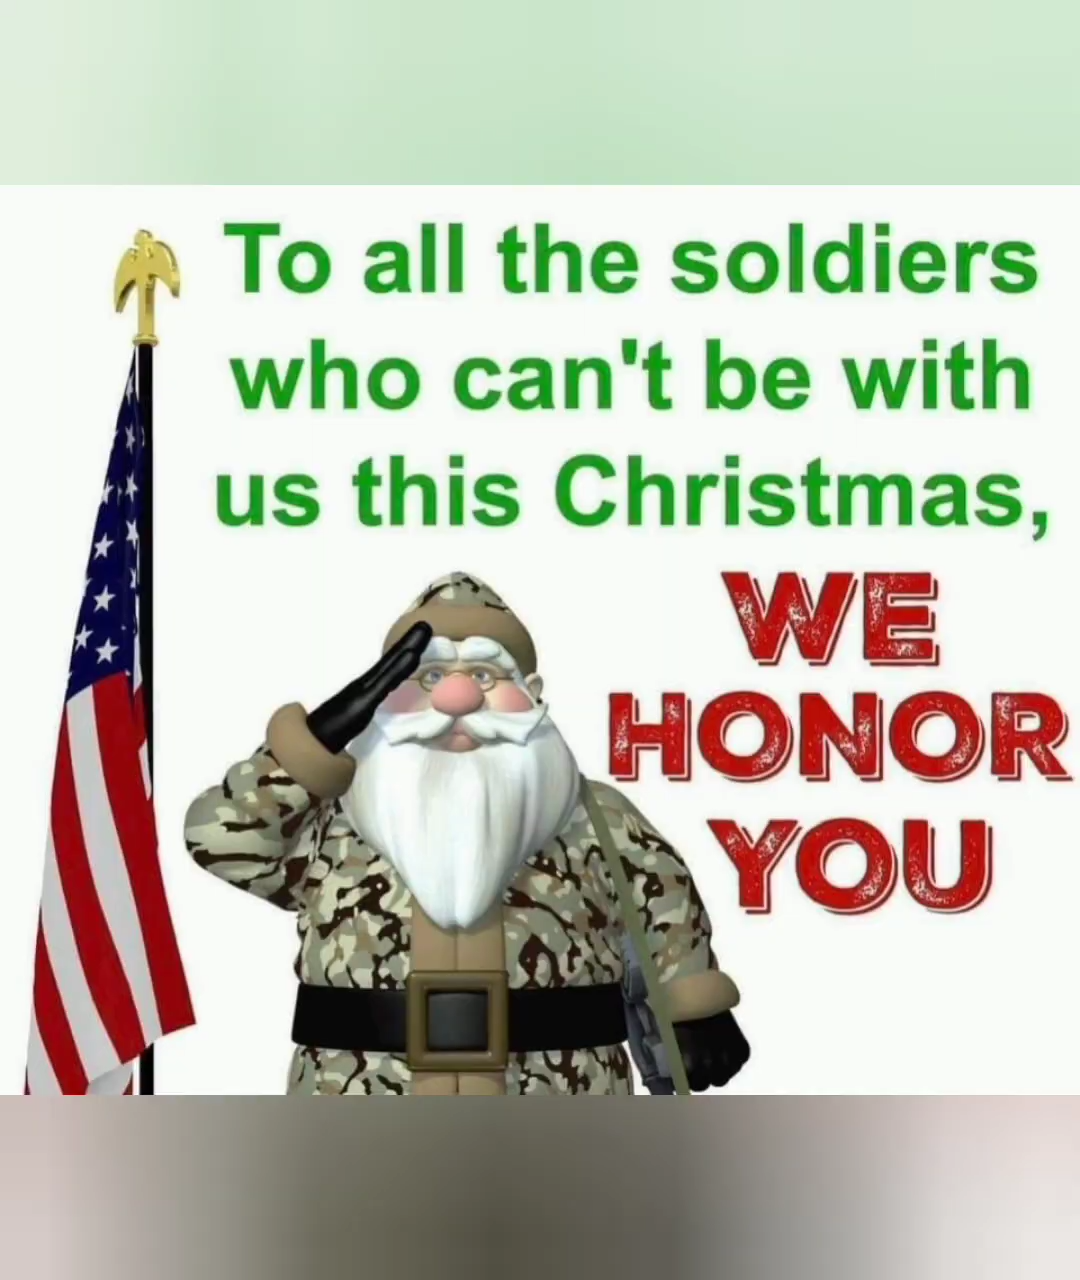 To all the soldiers
who can't be with
us this Christmas,
WE
HONOR
YOU